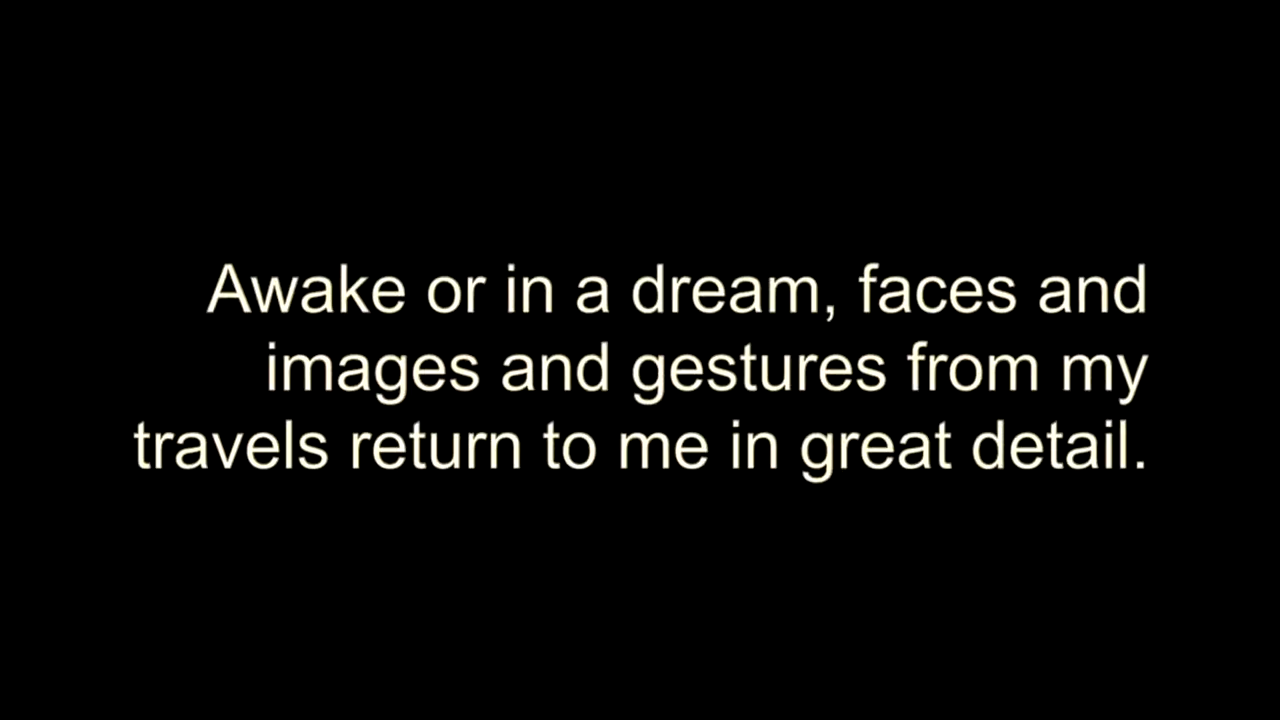 Awake or in a dream, faces and
images and gestures from my
travels return to me in great detail.